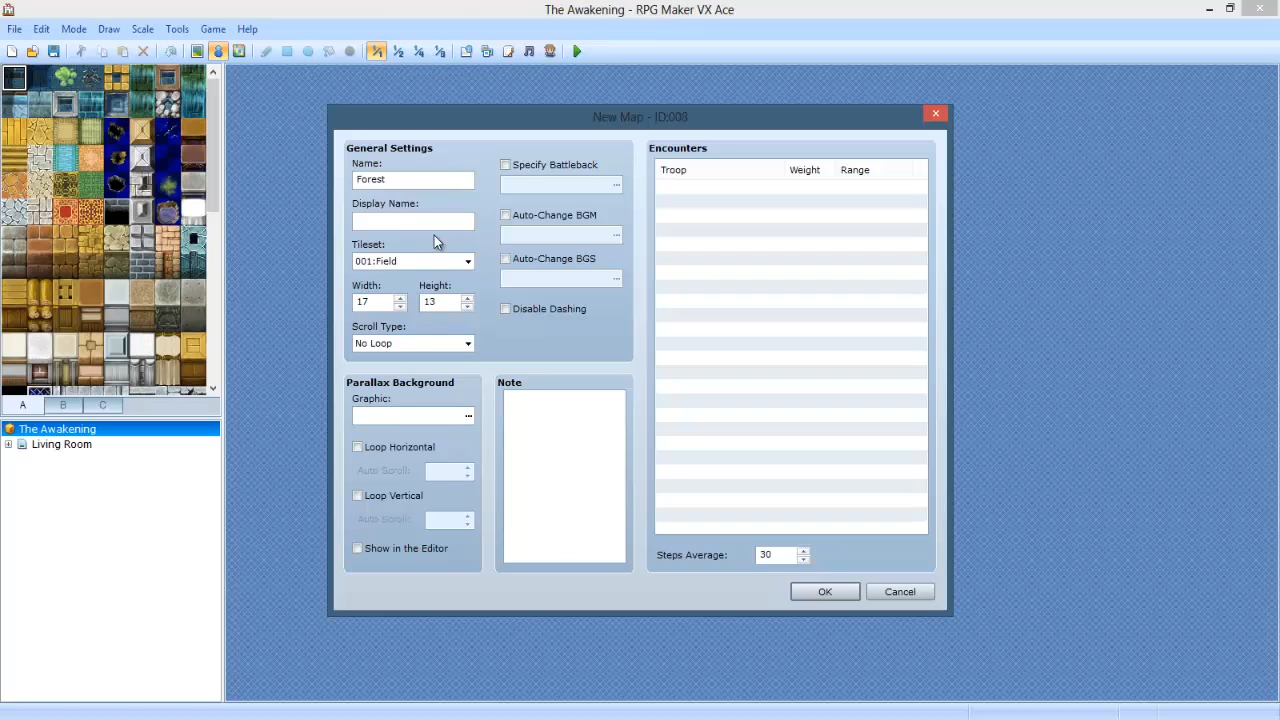 The Awakening - RPG Maker VX Ace
File Edit Mode Draw Scale Tools Game Help
New Map - ID:008
General Settings
Name:
Forest
Display Name:
Tileset:
001:Field
Width: Height:
17 13
Scroll Type:
No Loop
Specify Battleback
...
Auto-Change BGM
...
Auto-Change BGS
...
Disable Dashing
Parallax Background
Graphic:
...
Loop Horizontal
Auto Scroll:
Loop Vertical
Auto Scroll:
Show in the Editor
Note
Encounters
Troop Weight Range
Steps Average: 30
OK Cancel
A B C
The Awakening
Living Room